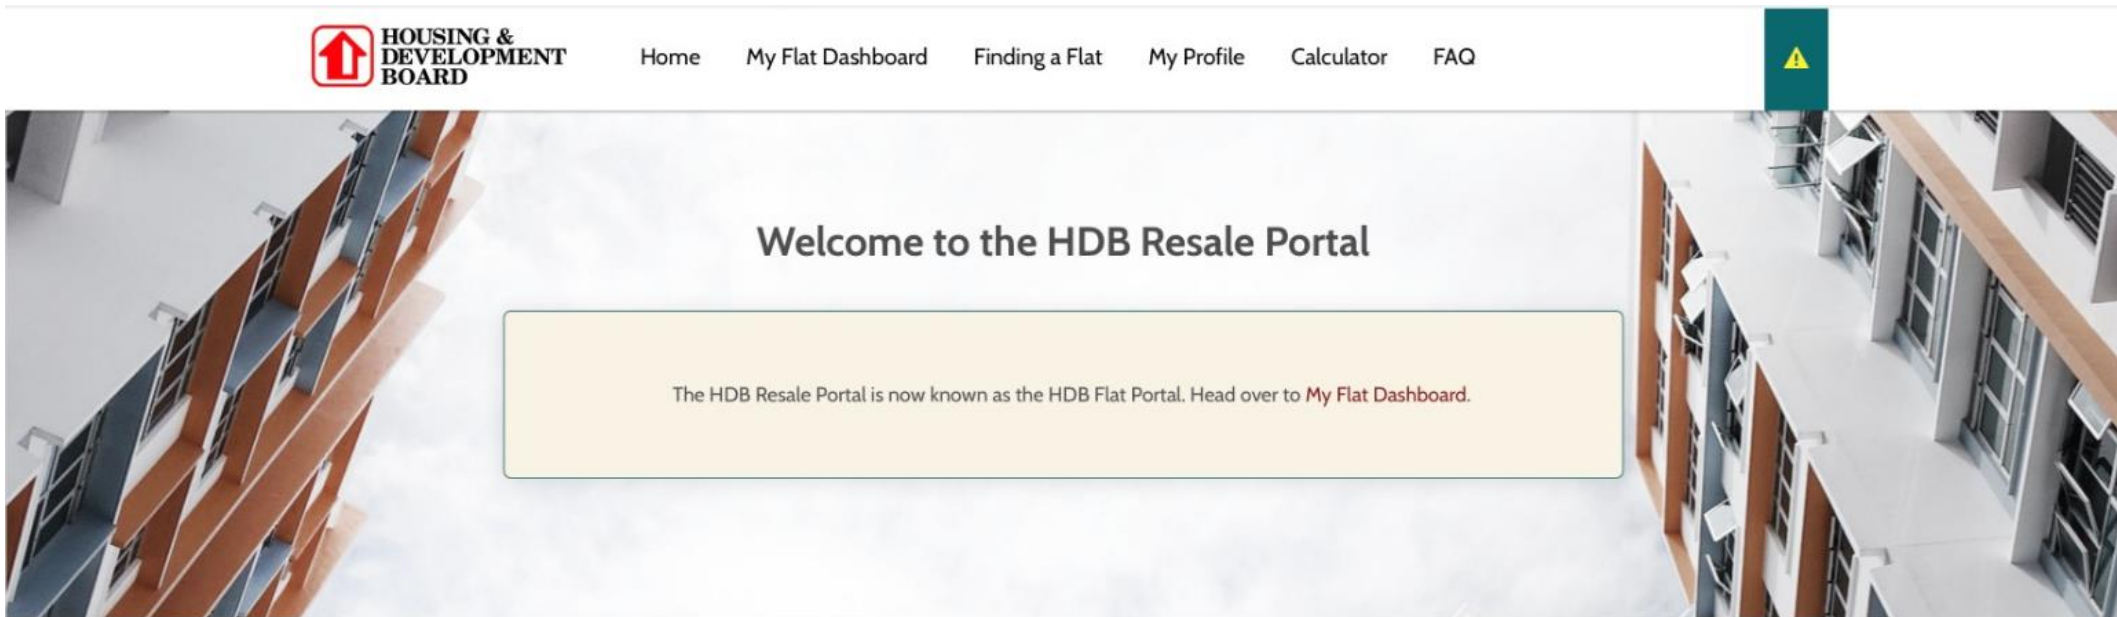 HOUSING &
DEVELOPMENT
BOARD
Home My Flat Dashboard Finding a Flat My Profile Calculator FAQ
Welcome to the HDB Resale Portal
The HDB Resale Portal is now known as the HDB Flat Portal. Head over to My Flat Dashboard.